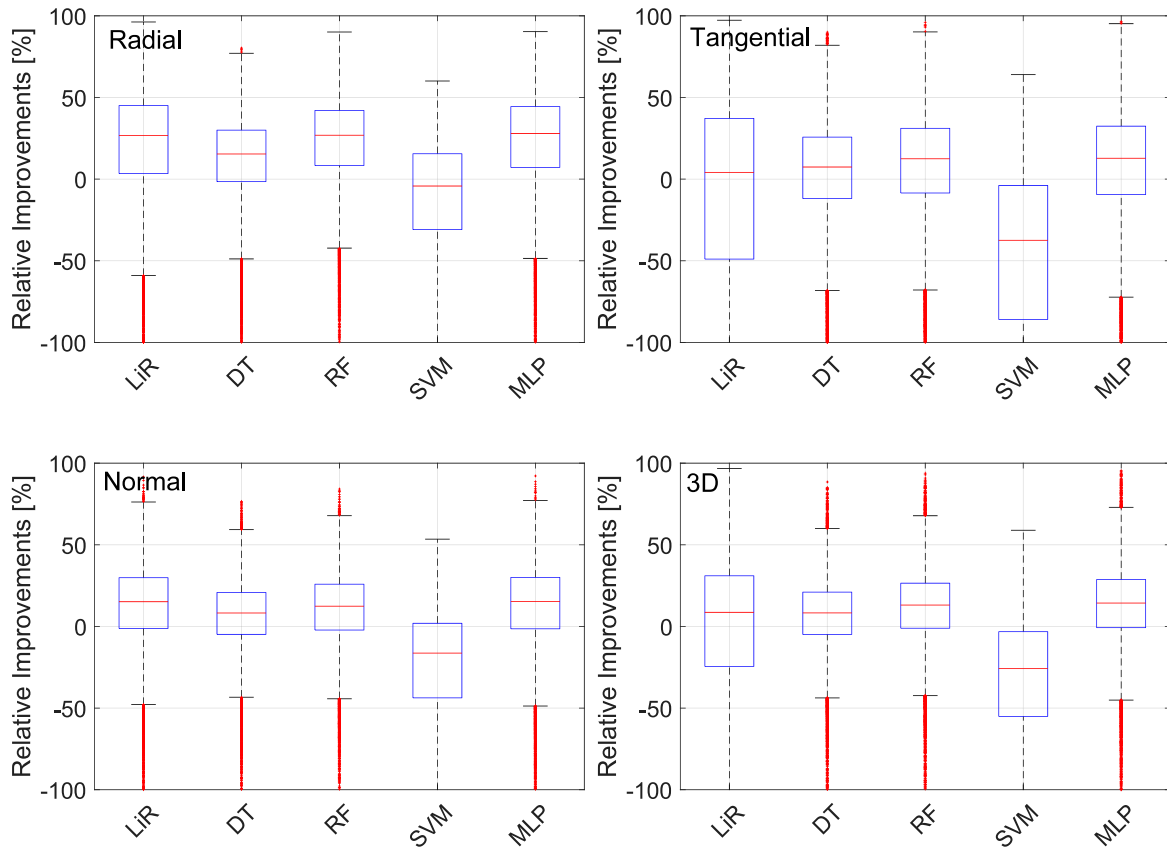 Relative Improvements [%]
100
50
0
-50
-100
Radial
LiR
DT
RF
SVM
MLP
Relative Improvements [%]
100
50
0
-50
-100
Tangential
LiR
DT
RF
SVM
MLP
Relative Improvements [%]
100
50
0
-50
-100
Normal
LiR
DT
RF
SVM
MLP
Relative Improvements [%]
100
50
0
-50
-100
3D
LiR
DT
RF
SVM
MLP